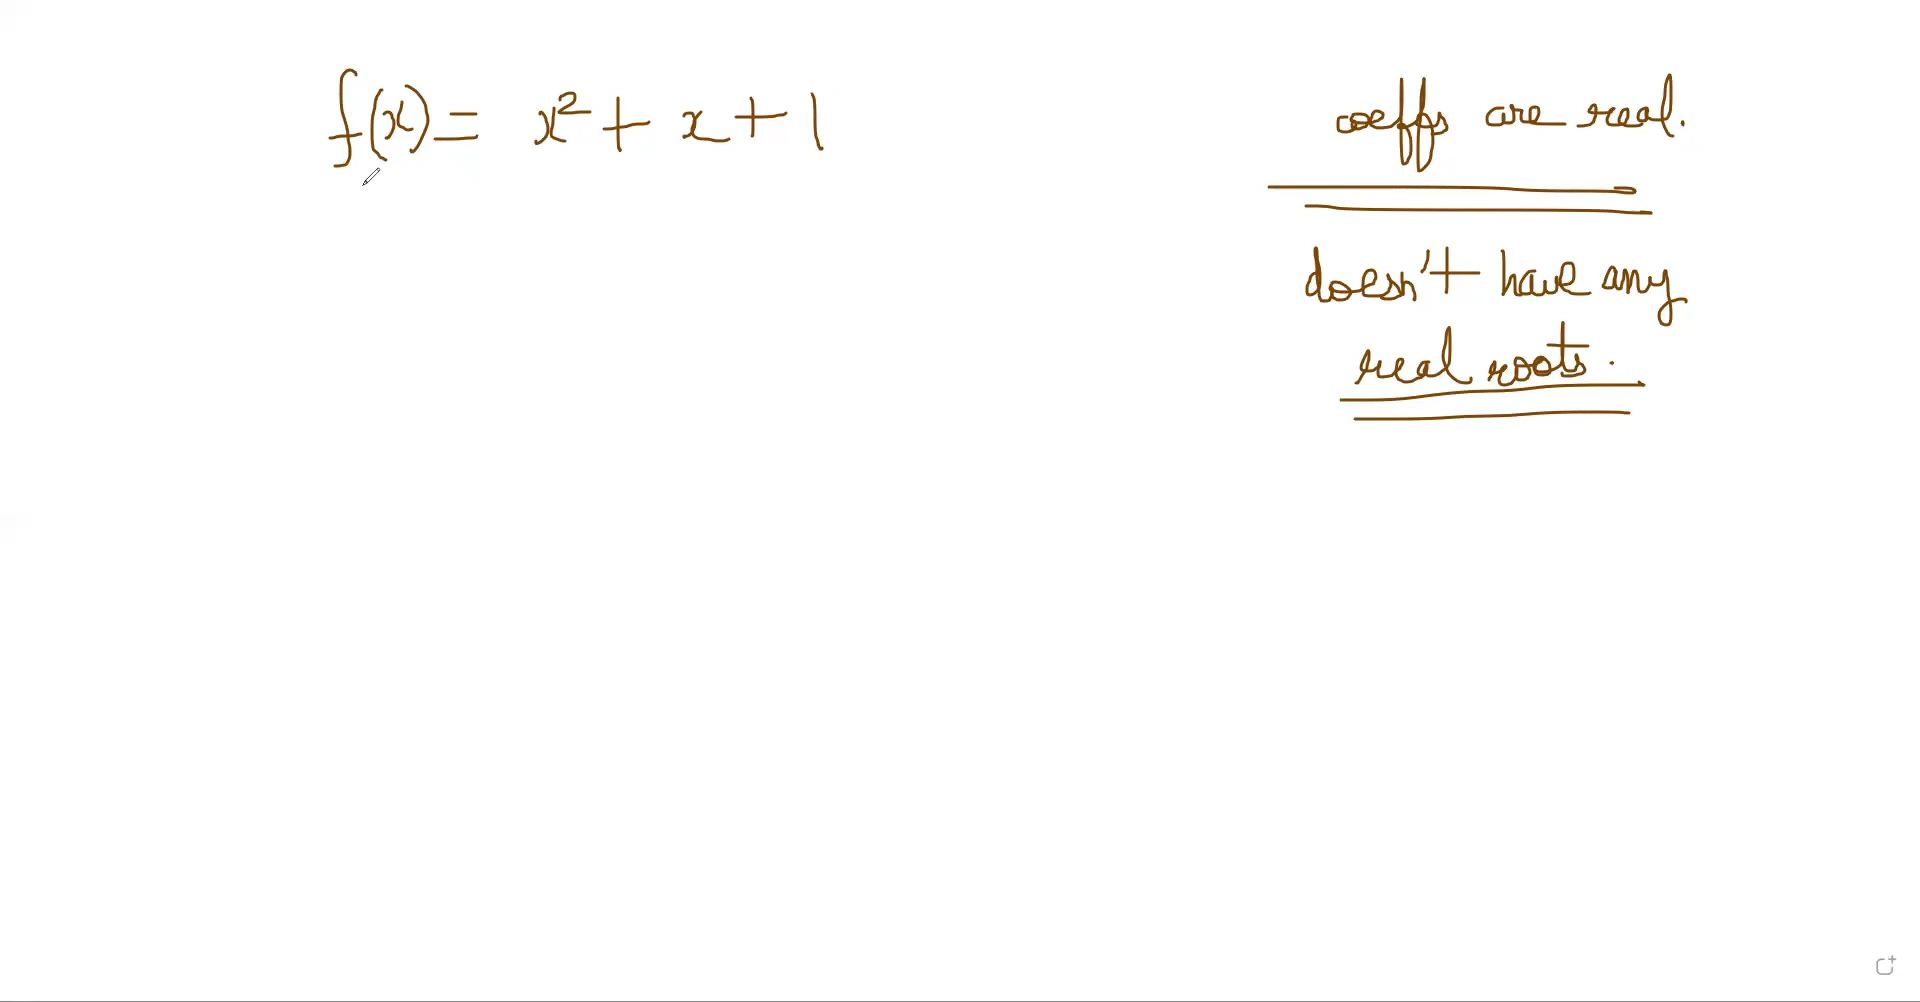 f(x) = x² + x + 1
coeffs are real.
doesn't have any
real roots.